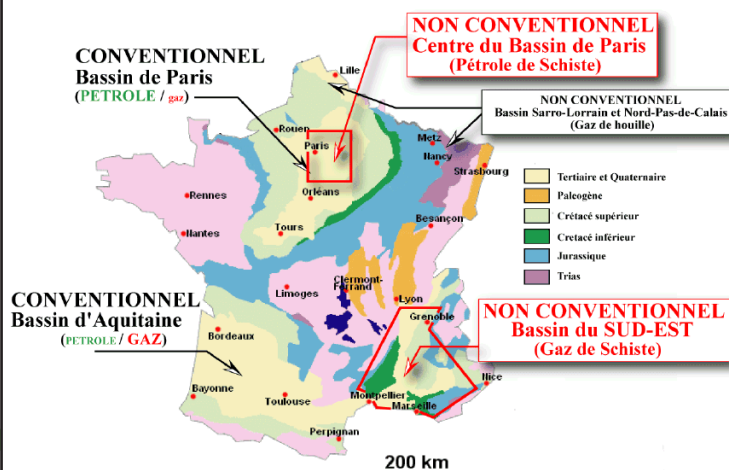 NON CONVENTIONNEL
Centre du Bassin de Paris
(Pétrole de Schiste)
CONVENTIONNEL
Bassin de Paris
(PETROLE / gaz)
NON CONVENTIONNEL
Bassin Sarro-Lorrain et Nord-Pas-de-Calais
(Gaz de houille)
Lille
Rouen
Paris
Metz
Nancy
Strasbourg
Orléans
Rennes
Nantes
Tours
Besançon
Tertiaire et Quaternaire
Paleogène
Crétacé supérieur
Cretacé inférieur
Jurassique
Trias
Limoges
Clermont-
Ferrand
Lyon
Grenoble
CONVENTIONNEL
Bassin d'Aquitaine
(PETROLE / GAZ)
NON CONVENTIONNEL
Bassin du SUD-EST
(Gaz de Schiste)
Bordeaux
Bayonne
Toulouse
Montpellier
Marseille
Nice
Perpignan
200 km